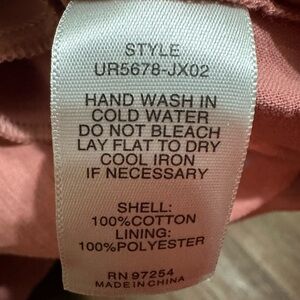 STYLE
UR5678-JX02
HAND WASH IN
COLD WATER
DO NOT BLEACH
LAY FLAT TO DRY
COOL IRON
IF NECESSARY
SHELL:
100%COTTON
LINING:
100%POLYESTER
RN 97254
MADE IN CHINA